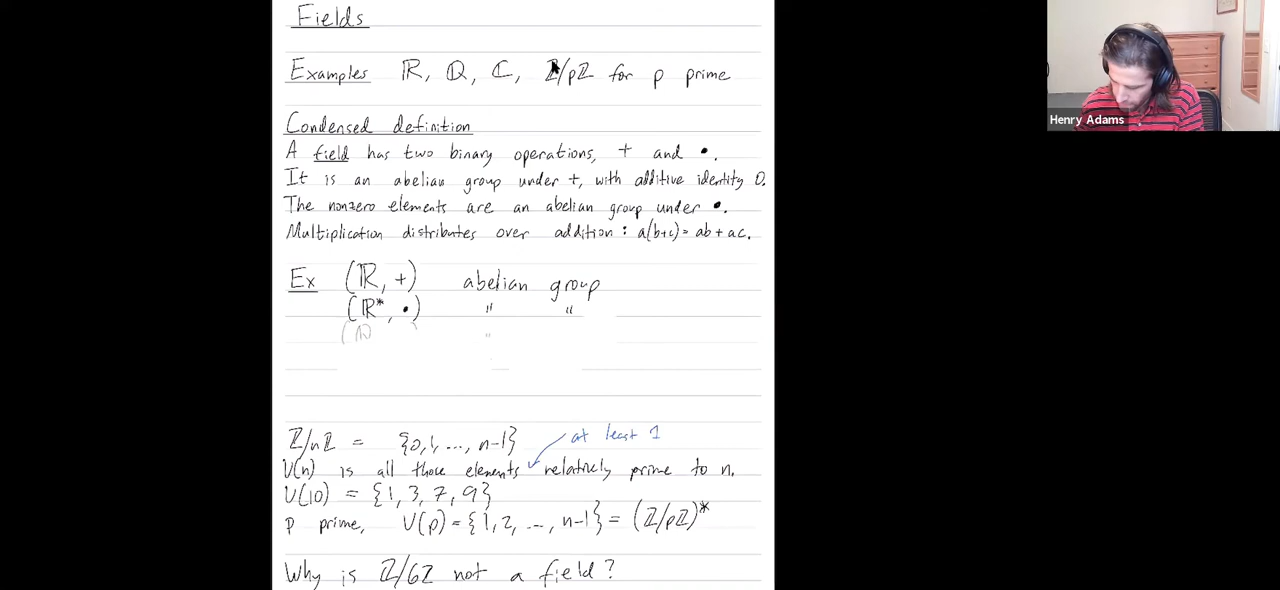 Fields
Examples ℝ, ℚ, ℂ, ℤ/pℤ for p prime
Henry Adams
Condensed definition
A field has two binary operations, + and •.
It is an abelian group under +, with additive identity 0.
The nonzero elements are an abelian group under •.
Multiplication distributes over addition : a(b+c)= ab + ac.
Ex (ℝ, +) abelian group
(ℝ*, •) " "
ℤ/nℤ = {0,1, ..., n-1}
at least 1
U(n) is all those elements relatively prime to n.
U(10) = {1, 3, 7, 9}
p prime, U(p) = {1, 2, ..., n-1} = (ℤ/pℤ)*
Why is ℤ/6ℤ not a field?